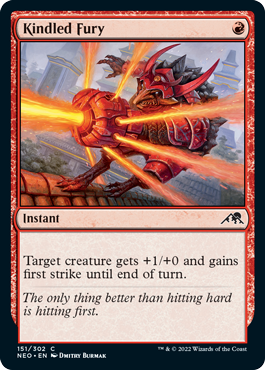 Kindled Fury
Instant
Target creature gets +1/+0 and gains
first strike until end of turn.
The only thing better than hitting hard
is hitting first.
151/302 C
NEO • EN Dmitry Burmak
™ & © 2022 Wizards of the Coast